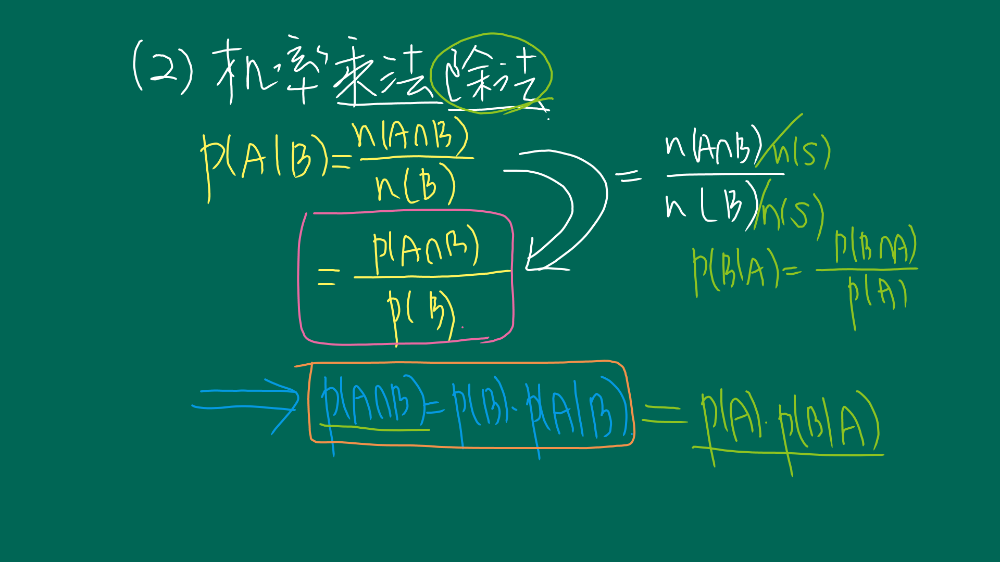 (2) 机率乘法 除法
P(A|B) = n(A∩B) / n(B)
= n(A∩B)/n(S) / n(B)/n(S)
= P(A∩B) / P(B)
P(B|A) = P(B∩A) / P(A)
⇒ P(A∩B) = P(B)·P(A|B) = P(A)·P(B|A)